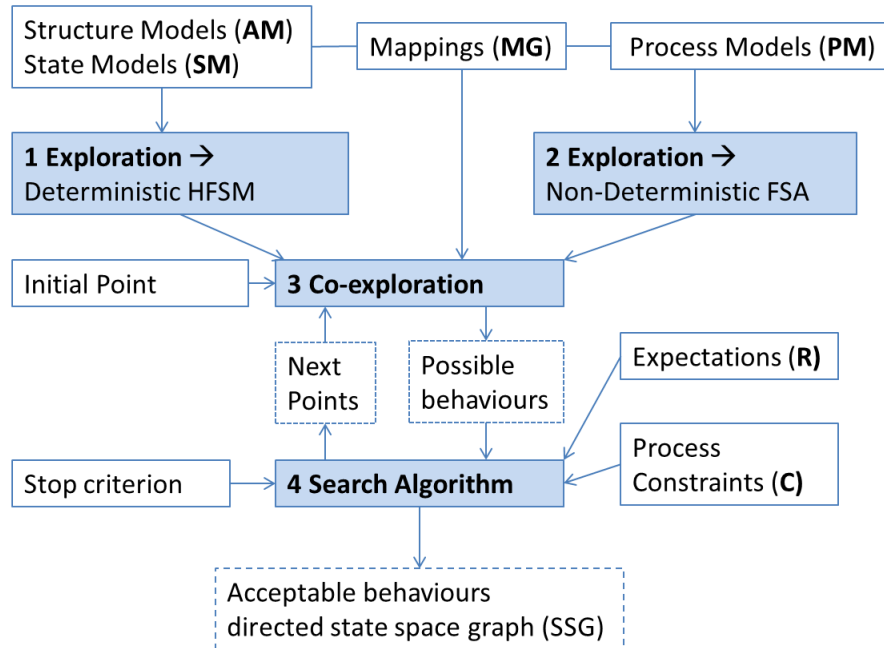 Structure Models (AM)
State Models (SM)
Mappings (MG)
Process Models (PM)
1 Exploration →
Deterministic HFSM
2 Exploration →
Non-Deterministic FSA
Initial Point
3 Co-exploration
Next
Points
Possible
behaviours
Expectations (R)
Process
Constraints (C)
Stop criterion
4 Search Algorithm
Acceptable behaviours
directed state space graph (SSG)